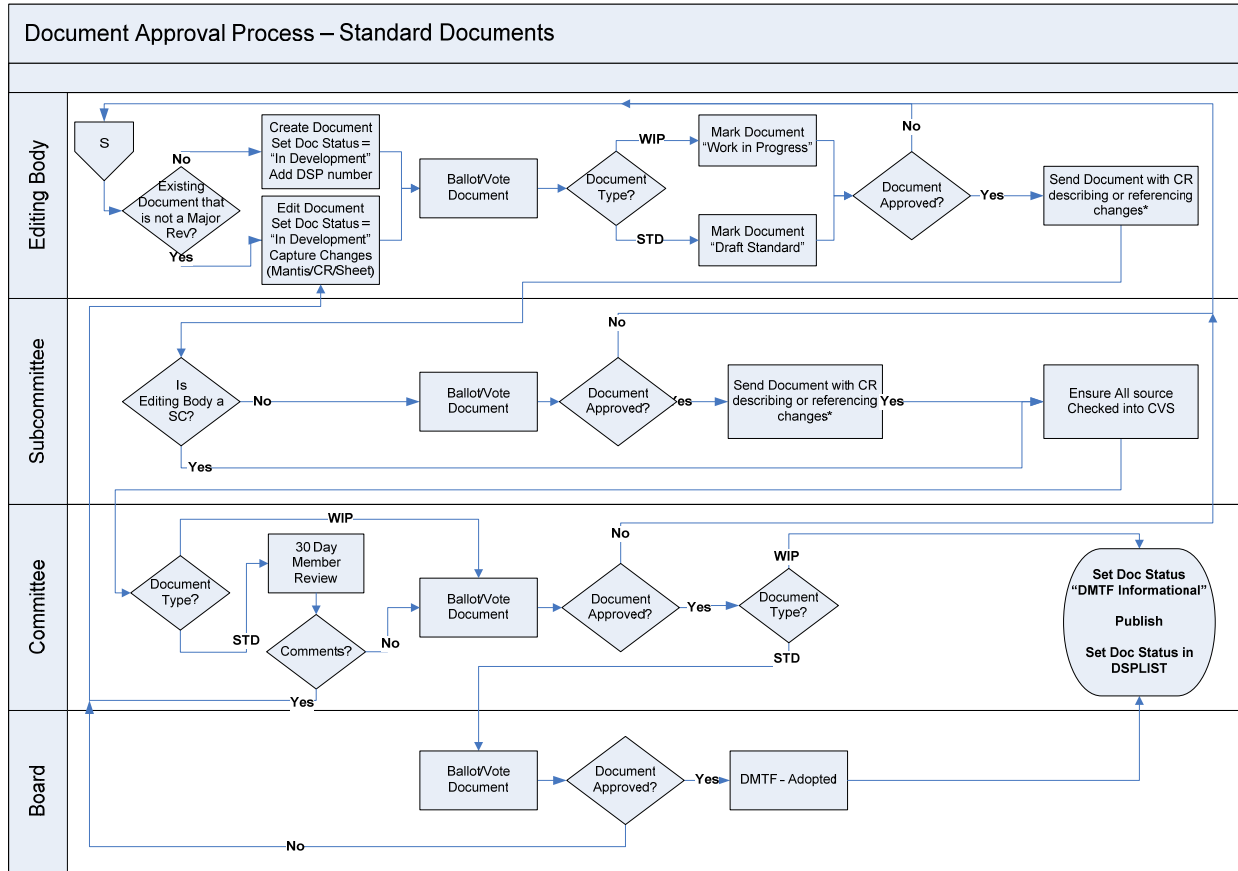 Document Approval Process – Standard Documents
Editing Body
S
No
Existing
Document that
is not a Major
Rev?
Yes
Create Document
Set Doc Status =
“In Development”
Add DSP number
Edit Document
Set Doc Status =
“In Development”
Capture Changes
(Mantis/CR/Sheet)
Ballot/Vote
Document
Document
Type?
WIP
STD
Mark Document
“Work in Progress”
Mark Document
“Draft Standard”
No
Document
Approved?
Yes
Send Document with CR
describing or referencing
changes*
Subcommittee
Is
Editing Body a
SC?
No
Yes
Ballot/Vote
Document
No
Document
Approved?
Yes
Send Document with CR
describing or referencing
changes*
Yes
Ensure All source
Checked into CVS
Committee
WIP
Document
Type?
STD
30 Day
Member
Review
Comments?
No
Yes
Ballot/Vote
Document
No
Document
Approved?
Yes
WIP
Document
Type?
STD
Set Doc Status
“DMTF Informational”
Publish
Set Doc Status in
DSPLIST
Board
Ballot/Vote
Document
Document
Approved?
Yes
DMTF - Adopted
No